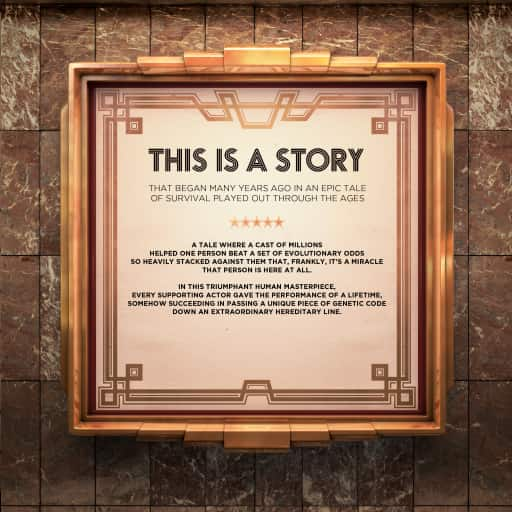 THIS IS A STORY
THAT BEGAN MANY YEARS AGO IN AN EPIC TALE
OF SURVIVAL PLAYED OUT THROUGH THE AGES
A TALE WHERE A CAST OF MILLIONS
HELPED ONE PERSON BEAT A SET OF EVOLUTIONARY ODDS
SO HEAVILY STACKED AGAINST THEM THAT, FRANKLY, IT'S A MIRACLE
THAT PERSON IS HERE AT ALL.
IN THIS TRIUMPHANT HUMAN MASTERPIECE,
EVERY SUPPORTING ACTOR GAVE THE PERFORMANCE OF A LIFETIME,
SOMEHOW SUCCEEDING IN PASSING A UNIQUE PIECE OF GENETIC CODE
DOWN AN EXTRAORDINARY HEREDITARY LINE.